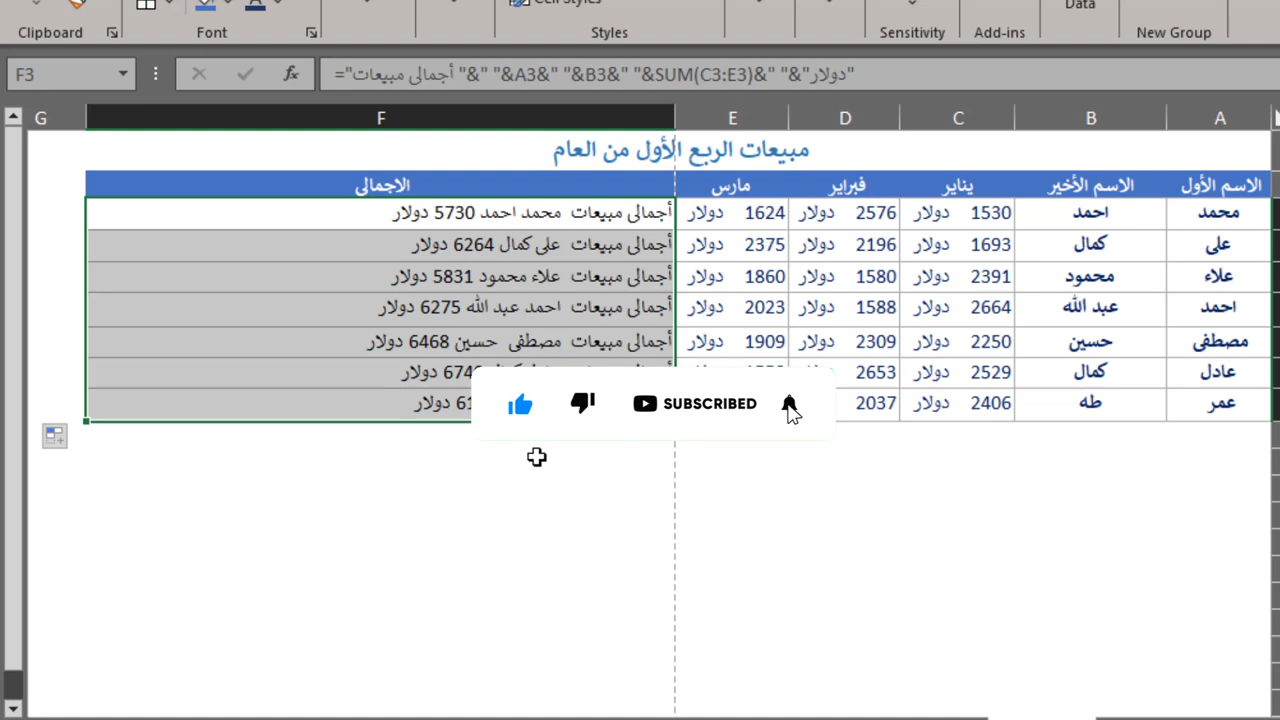 Cell Styles
Data
Clipboard Font Styles Sensitivity Add-ins New Group
F3 fx ="أجمالى مبيعات "&" "&A3&" "&B3&" "&SUM(C3:E3)&" "&"دولار"
A B C D E F G
مبيعات الربع الأول من العام
الاسم الأول الاسم الأخير يناير فبراير مارس الاجمالى
محمد احمد 1530 دولار 2576 دولار 1624 دولار أجمالى مبيعات محمد احمد 5730 دولار
على كمال 1693 دولار 2196 دولار 2375 دولار أجمالى مبيعات على كمال 6264 دولار
علاء محمود 2391 دولار 1580 دولار 1860 دولار أجمالى مبيعات علاء محمود 5831 دولار
احمد عبد الله 2664 دولار 1588 دولار 2023 دولار أجمالى مبيعات احمد عبد الله 6275 دولار
مصطفى حسين 2250 دولار 2309 دولار 1909 دولار أجمالى مبيعات مصطفى حسين 6468 دولار
عادل كمال 2529 دولار 2653 دولار
عمر طه 2406 دولار 2037 دولار
SUBSCRIBED